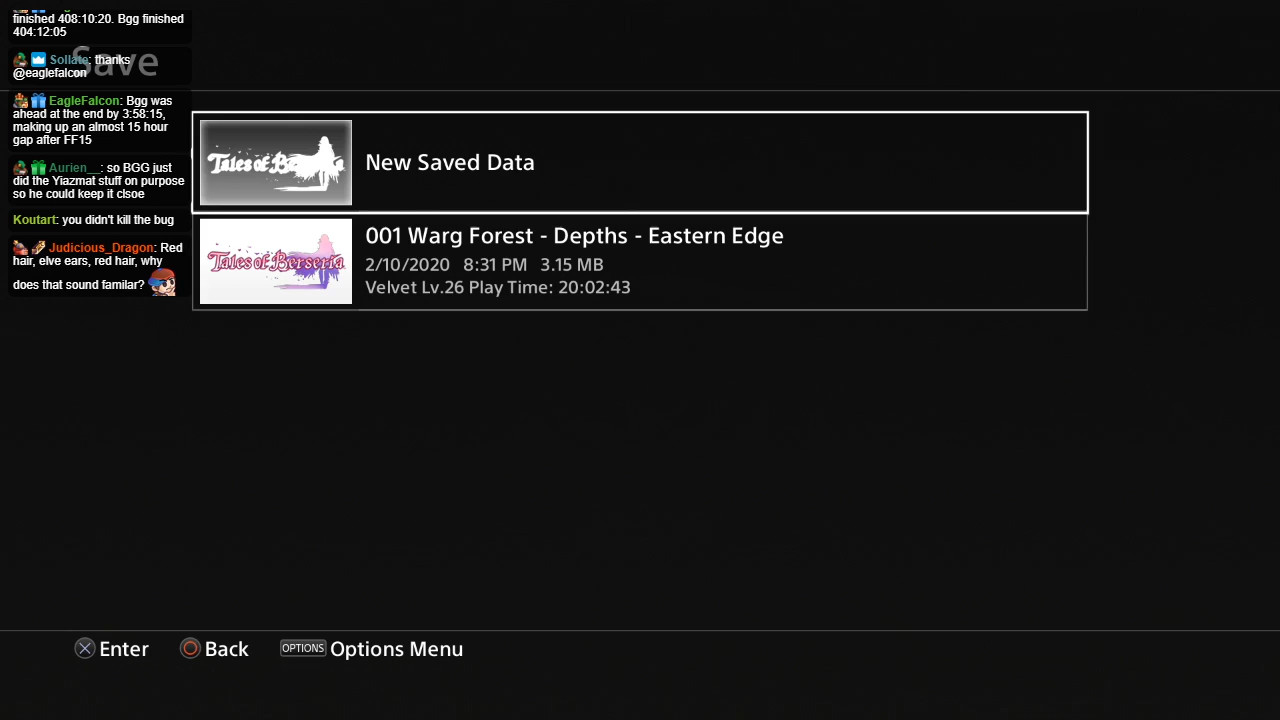 finished 408:10:20. Bgg finished
404:12:05
Save
Sollate: thanks
@eaglefalcon
EagleFalcon: Bgg was
ahead at the end by 3:58:15,
making up an almost 15 hour
gap after FF15
Aurien__: so BGG just
did the Yiazmat stuff on purpose
so he could keep it clsoe
Koutart: you didn't kill the bug
Judicious_Dragon: Red
hair, elve ears, red hair, why
does that sound familar?
Tales of Berseria
New Saved Data
Tales of Berseria
001 Warg Forest - Depths - Eastern Edge
2/10/2020 8:31 PM 3.15 MB
Velvet Lv.26 Play Time: 20:02:43
Enter
Back
OPTIONS Options Menu